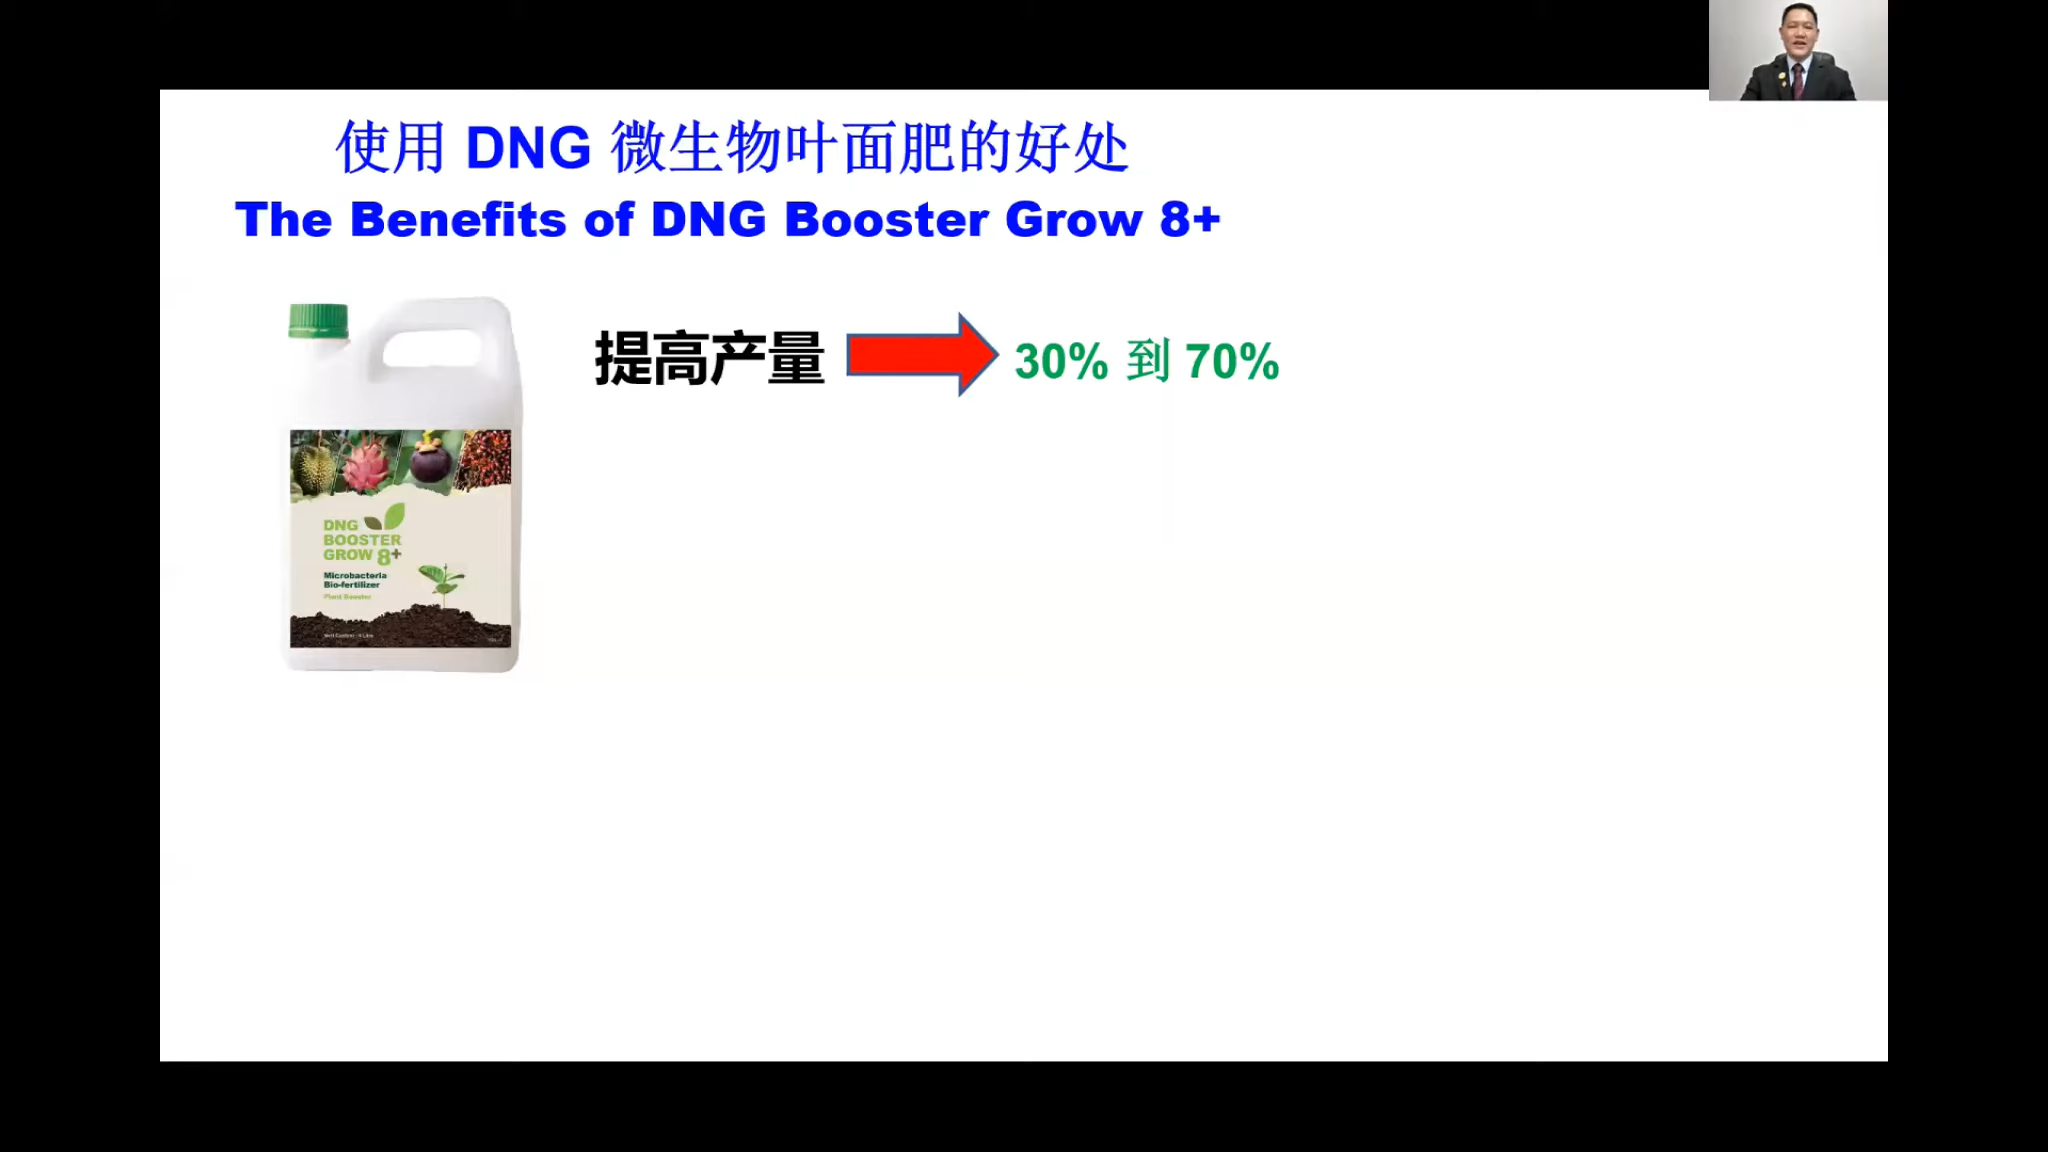 使用 DNG 微生物叶面肥的好处
The Benefits of DNG Booster Grow 8+
提高产量
30% 到 70%
DNG
BOOSTER
GROW 8+
Microbacteria
Bio-fertilizer
Plant Booster